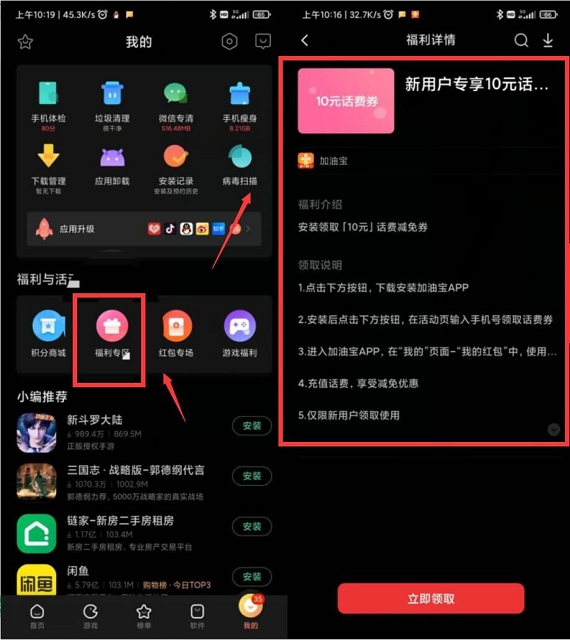 上午10:19 | 45.3K/s
65
我的
手机体检
80分
垃圾清理
很干净
微信专清
516.48MB
手机瘦身
8.21GB
下载管理
暂无下载
应用卸载
安装记录
安装及预约历史
病毒扫描
应用升级
知乎
福利与活
积分商城
福利专区
红包专场
游戏福利
小编推荐
新斗罗大陆
989.4万 | 869.5M
正版授权手游
安装
三国志·战略版-郭德纲代言
1070.3万 | 1002.9M
郭德纲力荐，5000万战略家的真实战场
安装
链家-新房二手房租房
1.17亿 | 103.4M
新房二手房租房，专业房产交易平台
安装
闲鱼
闲鱼
5.79亿 | 103.1M | 购物榜·今日TOP3
安装
首页
游戏
榜单
软件
35
我的
上午10:16 | 32.7K/s
66
福利详情
10元话费券
新用户专享10元话...
加油宝
福利介绍
安装领取「10元」话费减免券
领取说明
1.点击下方按钮，下载安装加油宝APP
2.安装后点击下方按钮，在活动页输入手机号领取话费券
3.进入加油宝APP，在“我的”页面-“我的红包”中，使用...
4.充值话费，享受减免优惠
5.仅限新用户领取使用
立即领取